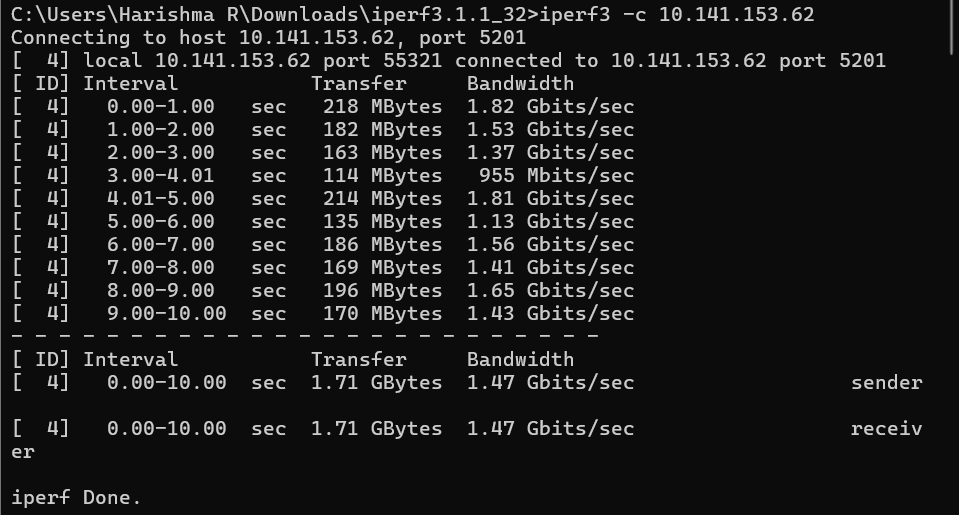 C:\Users\Harishma R\Downloads\iperf3.1.1_32>iperf3 -c 10.141.153.62
Connecting to host 10.141.153.62, port 5201
[  4] local 10.141.153.62 port 55321 connected to 10.141.153.62 port 5201
[ ID] Interval           Transfer     Bandwidth
[  4]   0.00-1.00   sec   218 MBytes  1.82 Gbits/sec
[  4]   1.00-2.00   sec   182 MBytes  1.53 Gbits/sec
[  4]   2.00-3.00   sec   163 MBytes  1.37 Gbits/sec
[  4]   3.00-4.01   sec   114 MBytes   955 Mbits/sec
[  4]   4.01-5.00   sec   214 MBytes  1.81 Gbits/sec
[  4]   5.00-6.00   sec   135 MBytes  1.13 Gbits/sec
[  4]   6.00-7.00   sec   186 MBytes  1.56 Gbits/sec
[  4]   7.00-8.00   sec   169 MBytes  1.41 Gbits/sec
[  4]   8.00-9.00   sec   196 MBytes  1.65 Gbits/sec
[  4]   9.00-10.00  sec   170 MBytes  1.43 Gbits/sec
- - - - - - - - - - - - - - - - - - - - - - - - -
[ ID] Interval           Transfer     Bandwidth
[  4]   0.00-10.00  sec  1.71 GBytes  1.47 Gbits/sec                  sender
[  4]   0.00-10.00  sec  1.71 GBytes  1.47 Gbits/sec                  receiv
er
iperf Done.